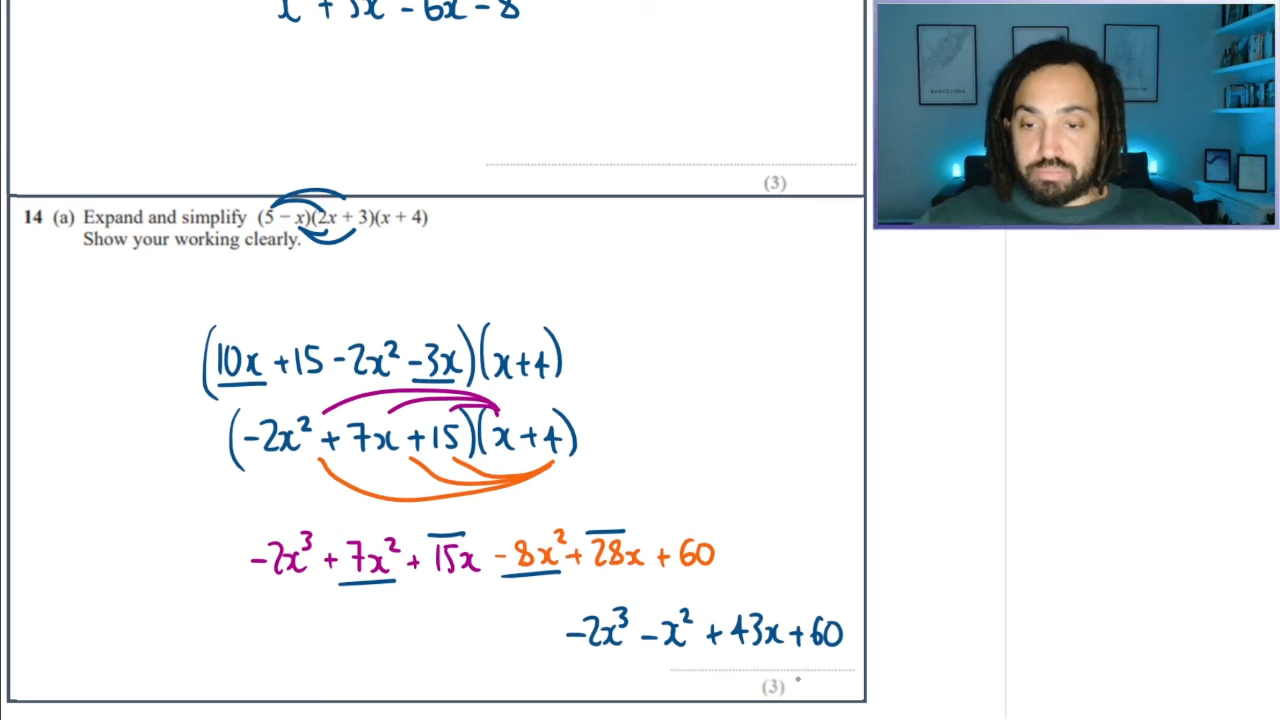 BARCELONA
(3)
14 (a) Expand and simplify (5 − x)(2x + 3)(x + 4)
Show your working clearly.
(10x + 15 - 2x² - 3x)(x + 4)
(-2x² + 7x + 15)(x + 4)
-2x³ + 7x² + 15x - 8x² + 28x + 60
-2x³ - x² + 43x + 60
(3)